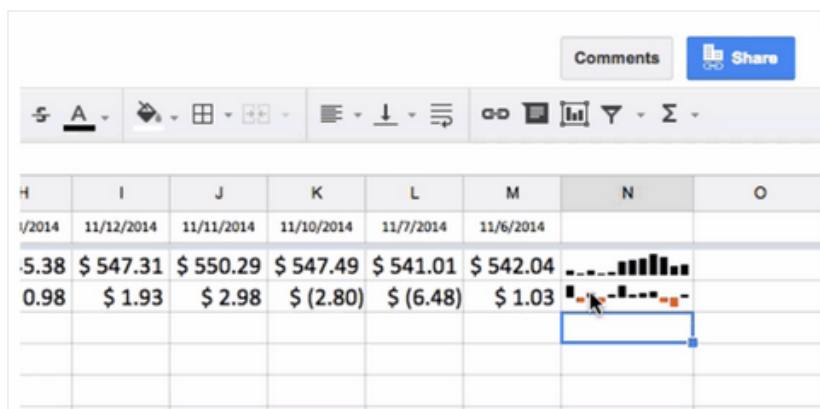 Comments Share
A Σ
H I J K L M N O
/2014 11/12/2014 11/11/2014 11/10/2014 11/7/2014 11/6/2014
5.38 $ 547.31 $ 550.29 $ 547.49 $ 541.01 $ 542.04
0.98 $ 1.93 $ 2.98 $ (2.80) $ (6.48) $ 1.03